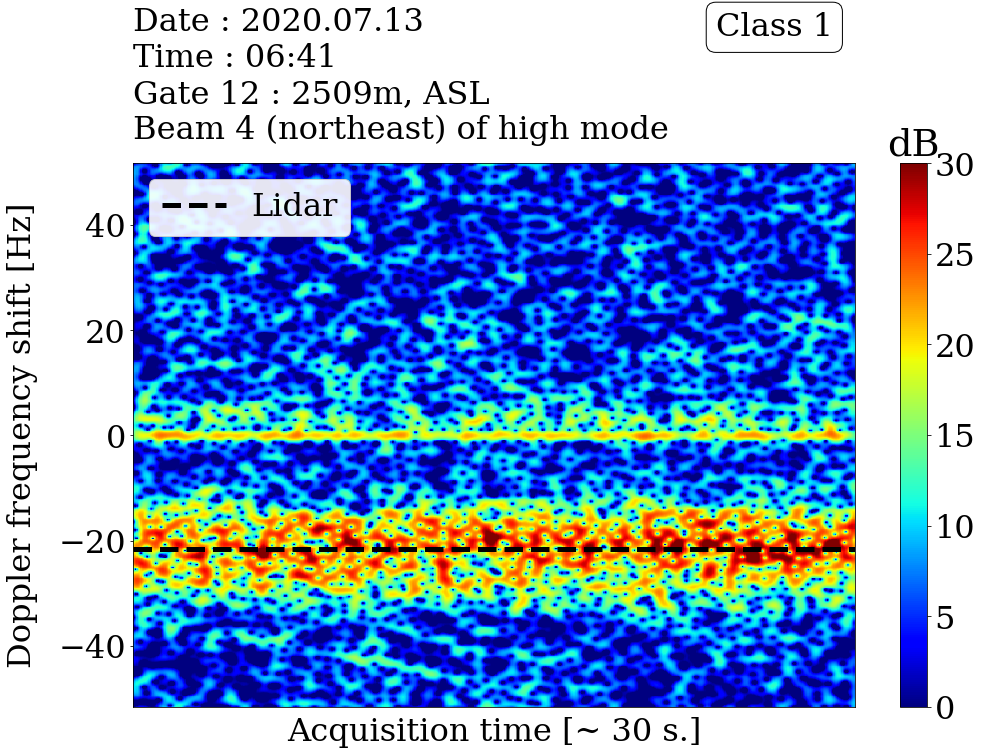 Date : 2020.07.13
Class 1
Time : 06:41
Gate 12 : 2509m, ASL
Beam 4 (northeast) of high mode
dB
Lidar
Doppler frequency shift [Hz]
40
20
0
−20
−40
30
25
20
15
10
5
0
Acquisition time [~ 30 s.]